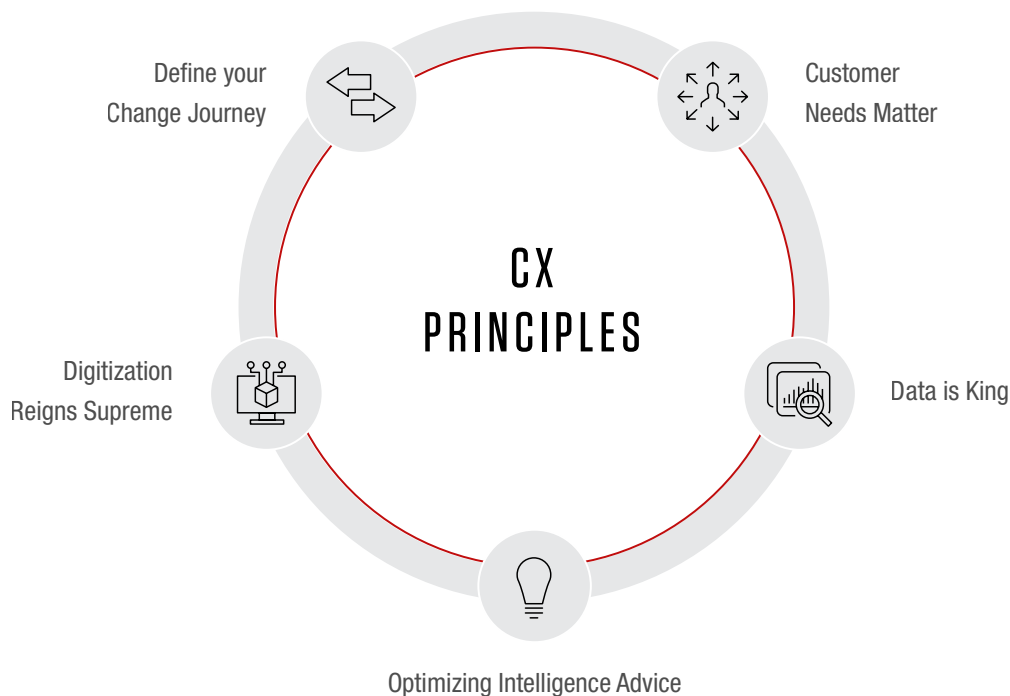 Define your
Change Journey
Customer
Needs Matter
CX
PRINCIPLES
Digitization
Reigns Supreme
Data is King
Optimizing Intelligence Advice